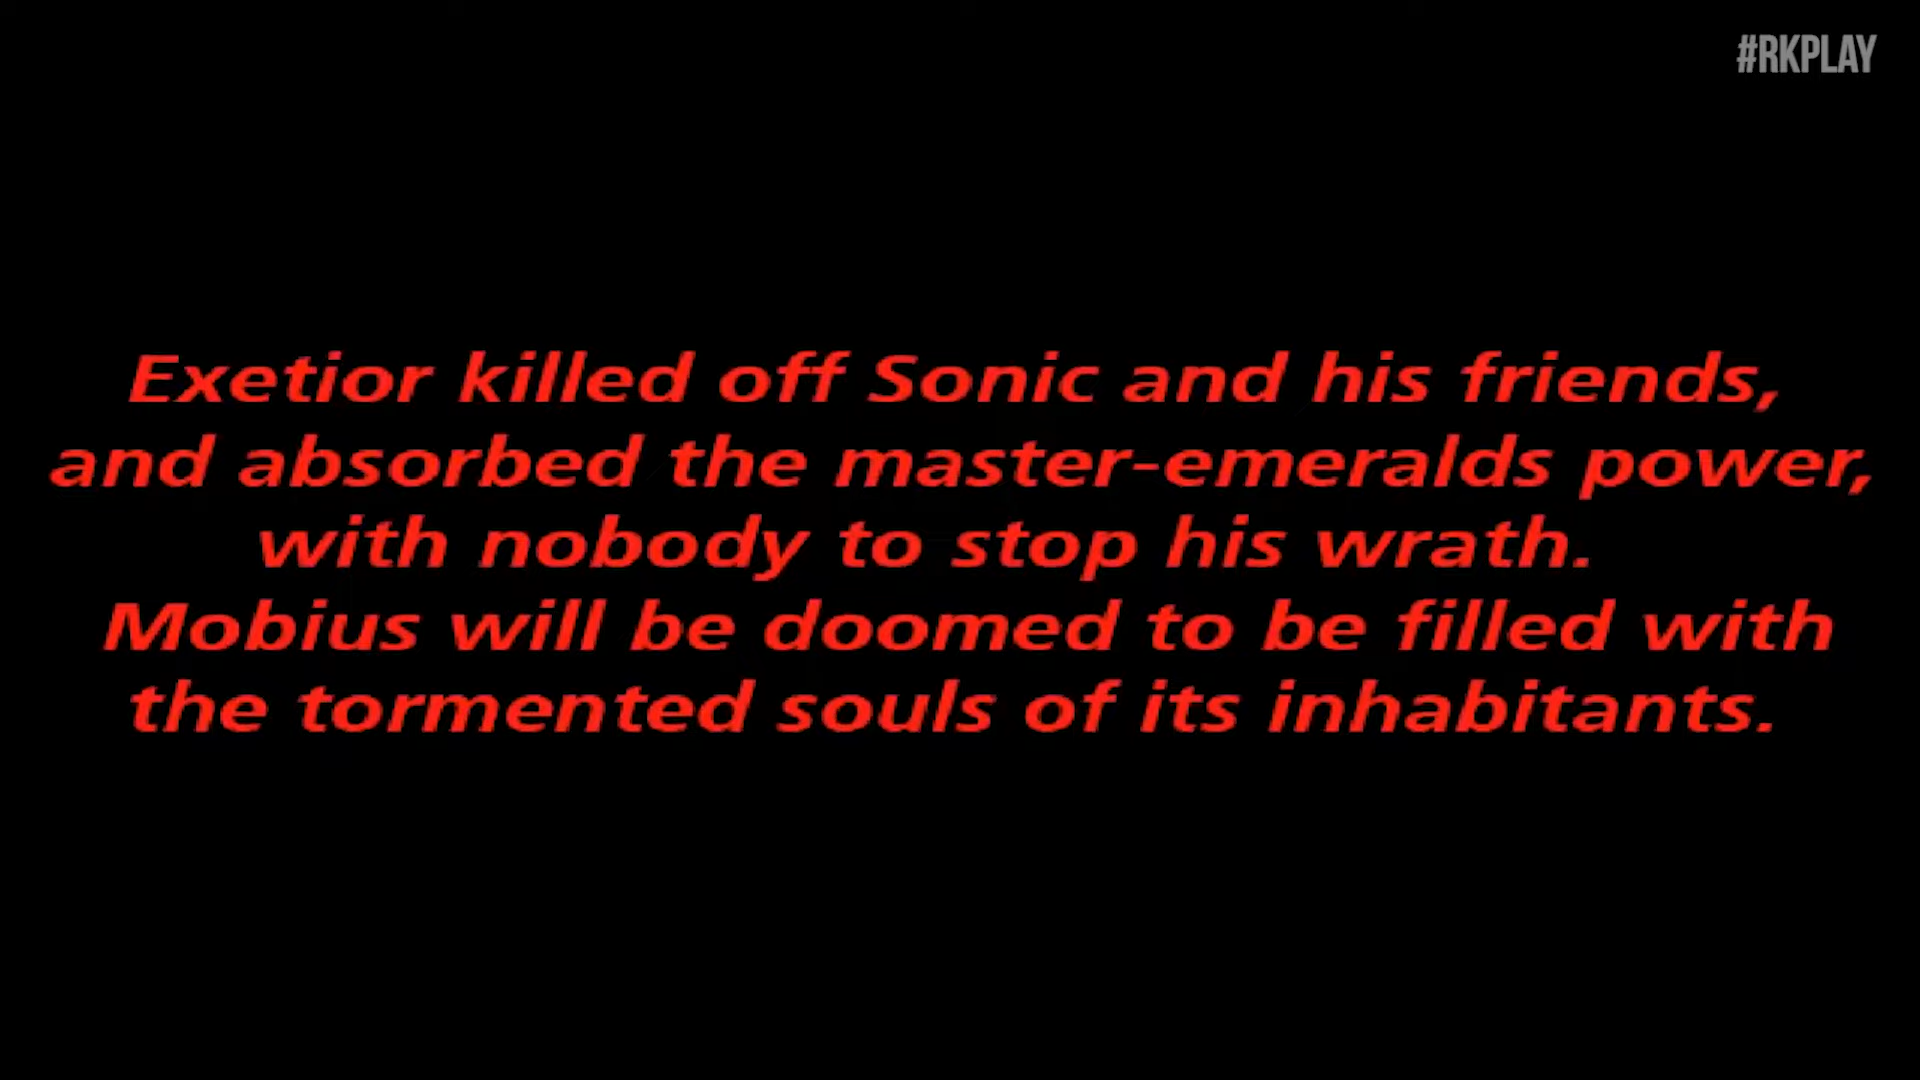 #RKPLAY
Exetior killed off Sonic and his friends,
and absorbed the master-emeralds power,
with nobody to stop his wrath.
Mobius will be doomed to be filled with
the tormented souls of its inhabitants.